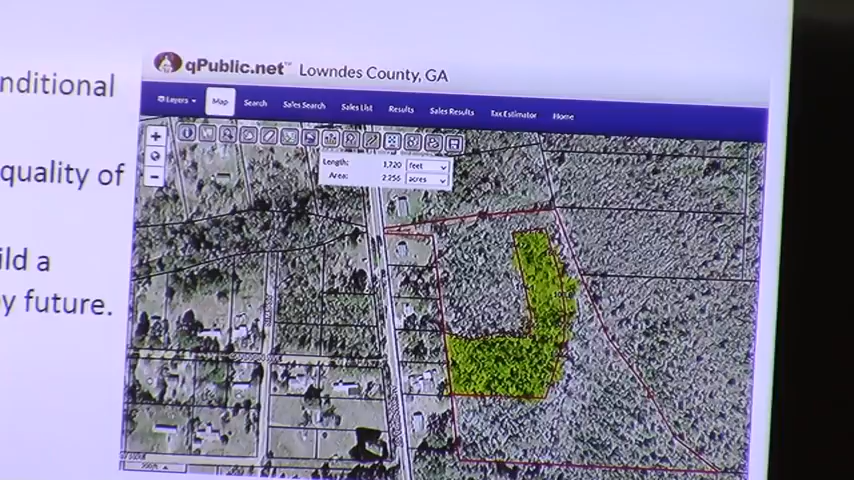 nditional
quality of
ild a
y future.
qPublic.net™ Lowndes County, GA
Layers Map Search Sales Search Sales List Results Sales Results Tax Estimator Home
+
-
Length: 1,720 feet
Area: 2.256 acres